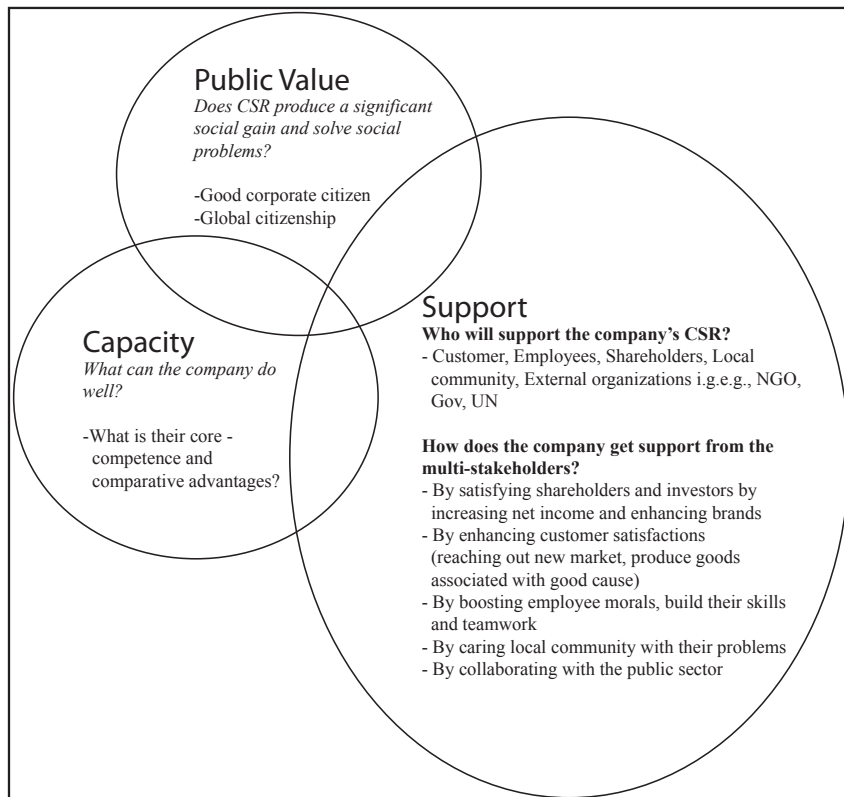 Public Value
Does CSR produce a significant
social gain and solve social
problems?
-Good corporate citizen
-Global citizenship
Capacity
What can the company do
well?
-What is their core -
competence and
comparative advantages?
Support
Who will support the company’s CSR?
- Customer, Employees, Shareholders, Local
community, External organizations i.g.e.g., NGO,
Gov, UN
How does the company get support from the
multi-stakeholders?
- By satisfying shareholders and investors by
increasing net income and enhancing brands
- By enhancing customer satisfactions
(reaching out new market, produce goods
associated with good cause)
- By boosting employee morals, build their skills
and teamwork
- By caring local community with their problems
- By collaborating with the public sector